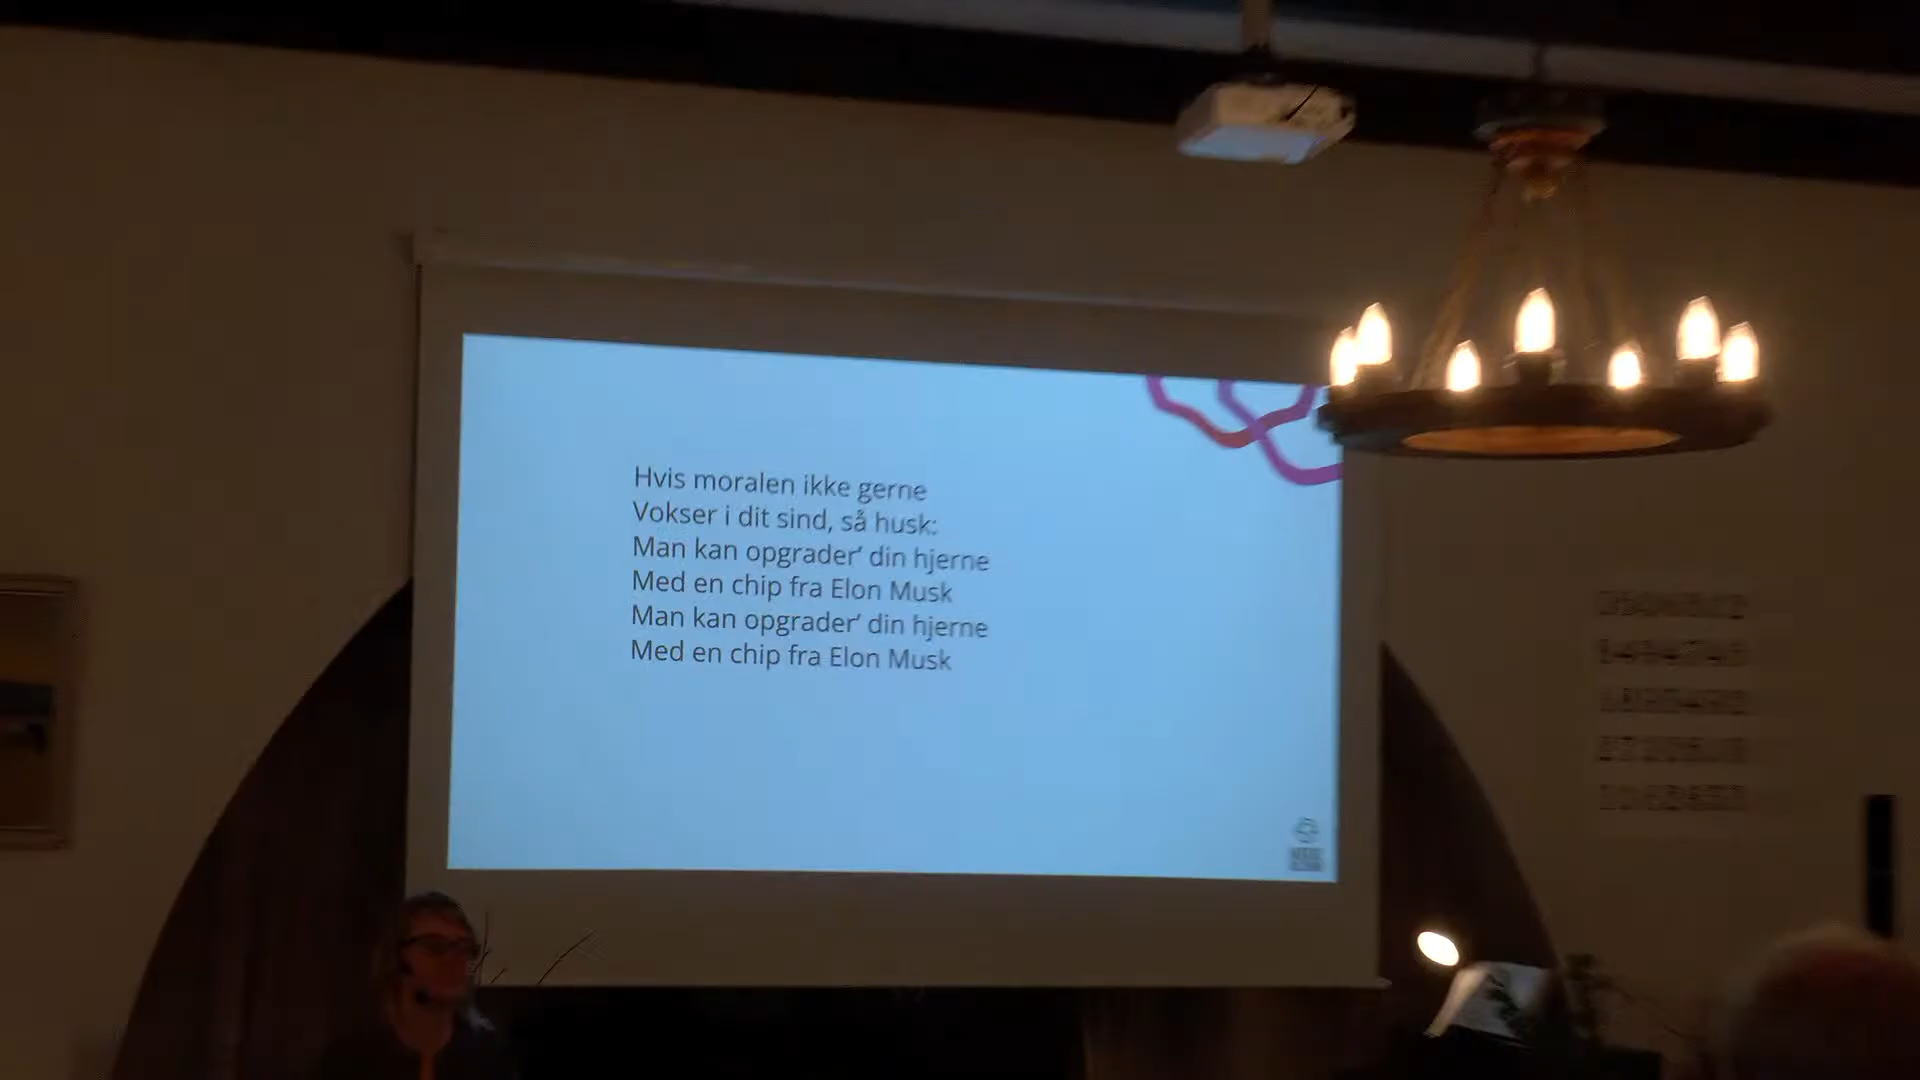 Hvis moralen ikke gerne
Vokser i dit sind, så husk:
Man kan opgrader’ din hjerne
Med en chip fra Elon Musk
Man kan opgrader’ din hjerne
Med en chip fra Elon Musk